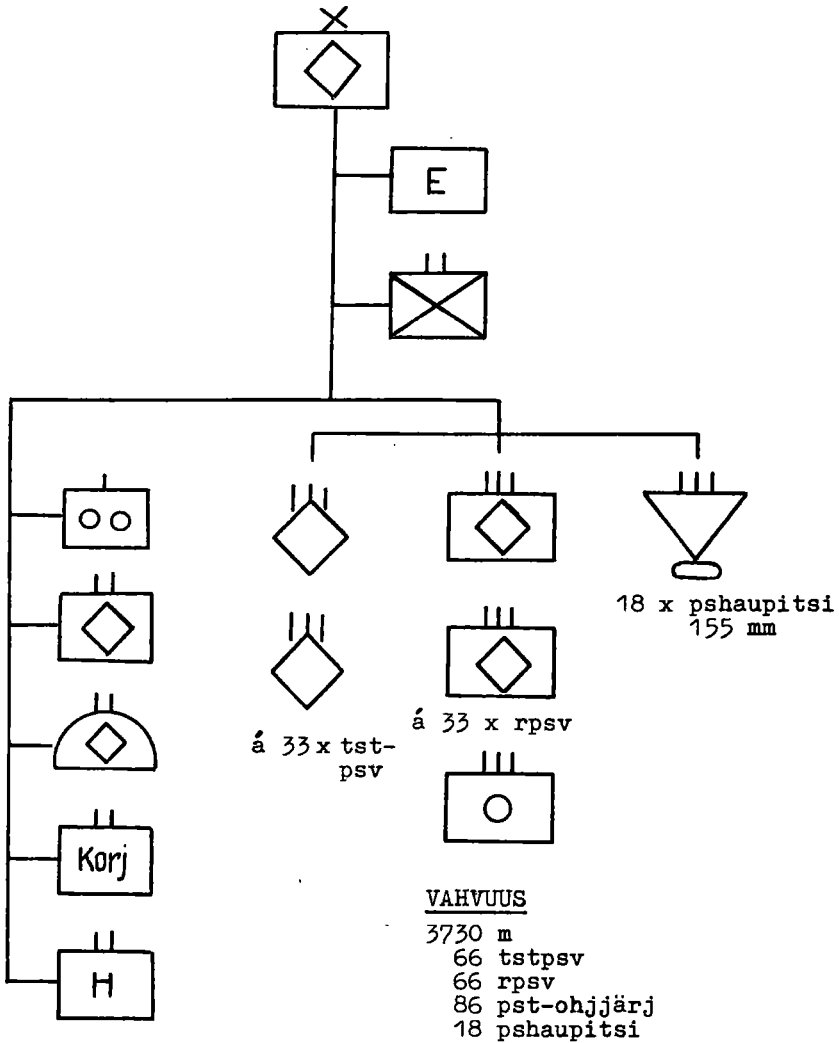 E
18 x pshaupitsi
155 mm
á 33 x tst-
psv
á 33 x rpsv
Korj
H
VAHVUUS
3730 m
66 tstpsv
66 rpsv
86 pst-ohjjärj
18 pshaupitsi